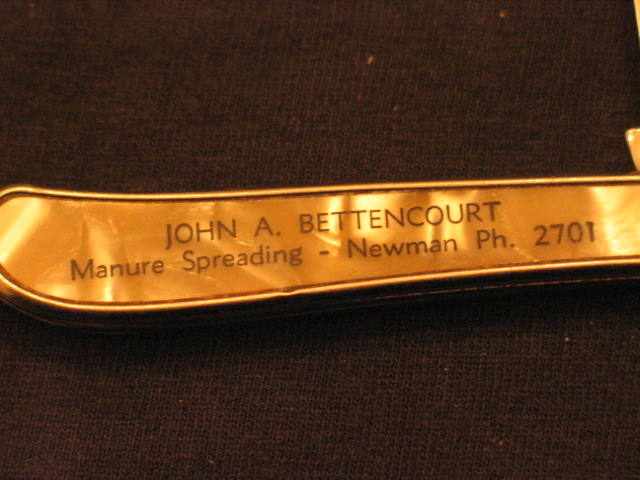 JOHN A. BETTENCOURT
Manure Spreading - Newman Ph. 2701